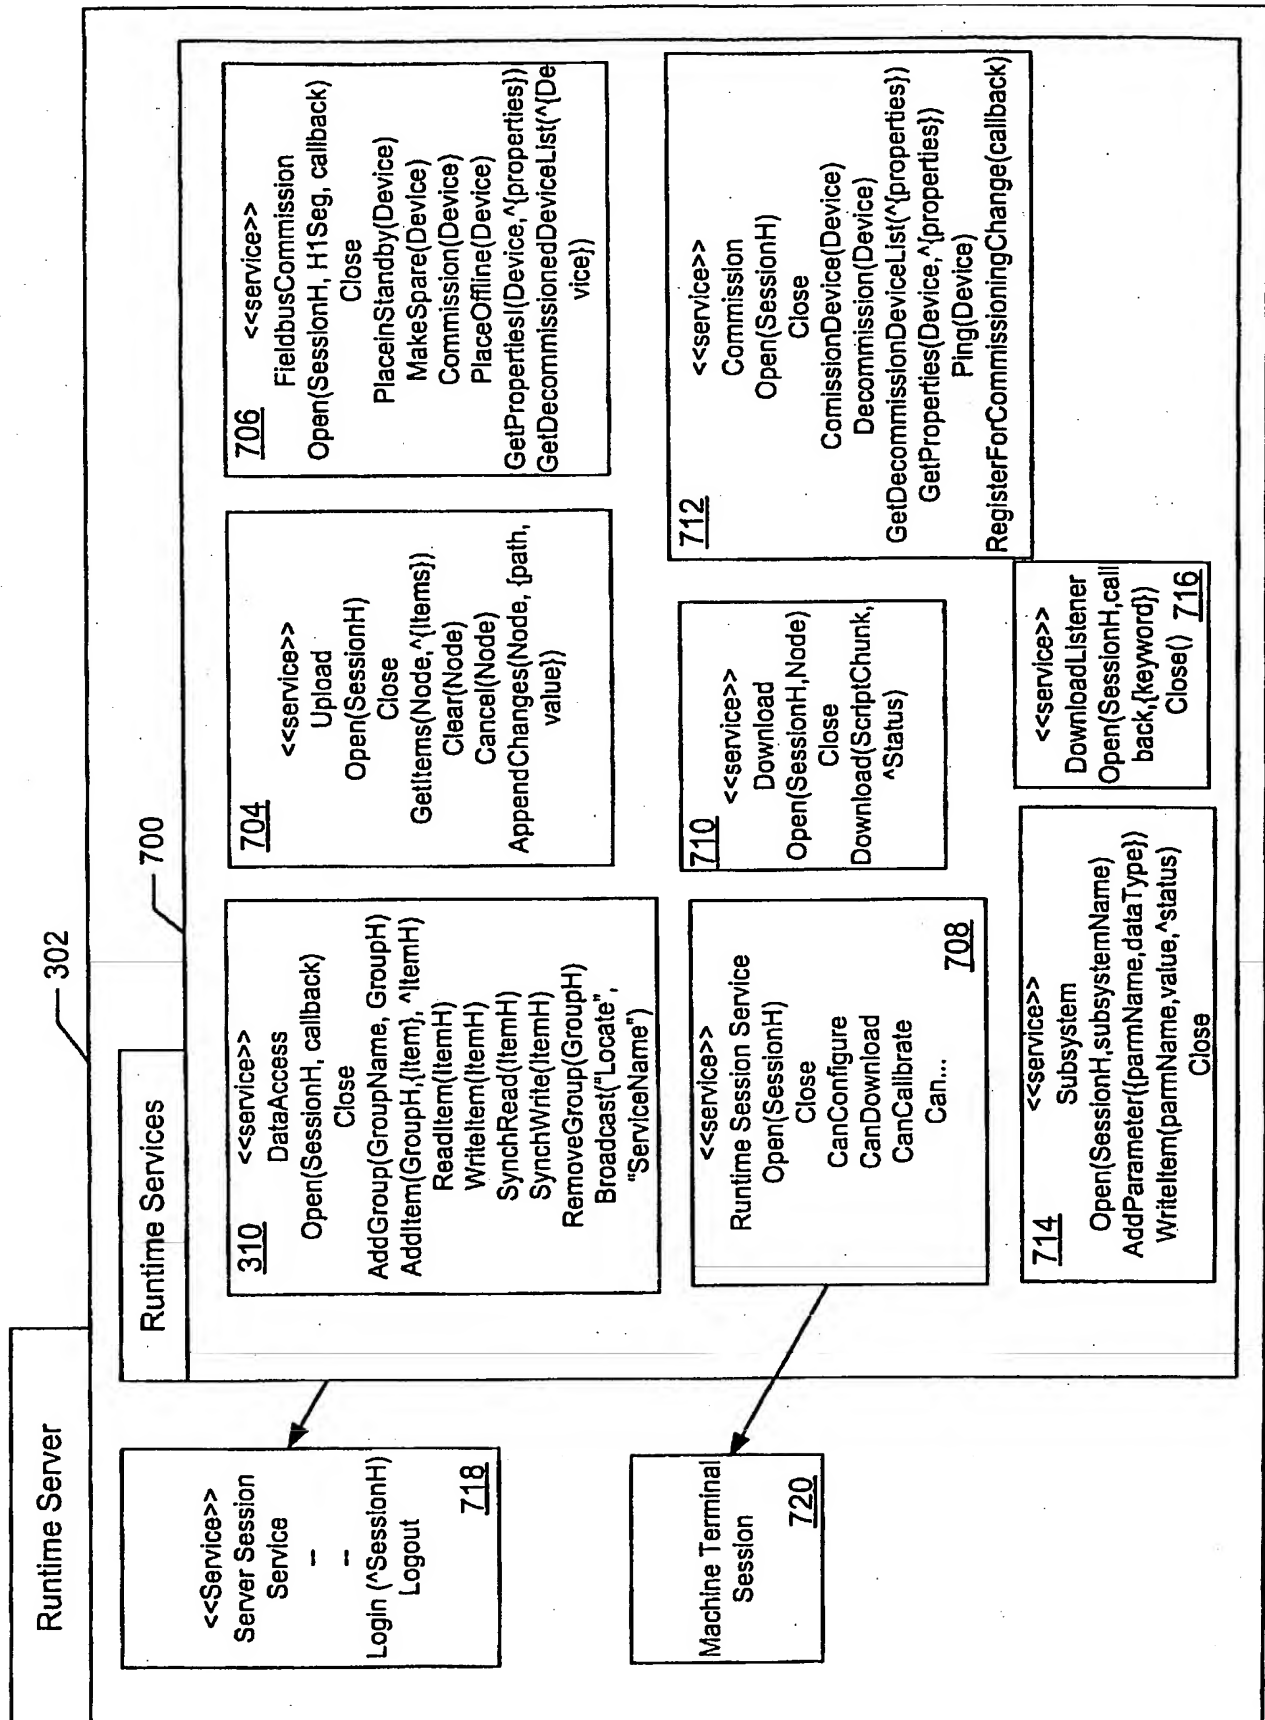 Runtime Server
302
Runtime Services
700
<<Service>>
Server Session
Service
--
--
Login (^SessionH)
Logout
718
Machine Terminal
Session
720
310
<<service>>
DataAccess
Open(SessionH, callback)
Close
AddGroup(GroupName, GroupH)
AddItem(GroupH,{Item}, ^ItemH)
ReadItem(ItemH)
WriteItem(ItemH)
SynchRead(ItemH)
SynchWrite(ItemH)
RemoveGroup(GroupH)
Broadcast("Locate",
"ServiceName")
704
<<service>>
Upload
Open(SessionH)
Close
GetItems(Node,^{Items})
Clear(Node)
Cancel(Node)
AppendChanges(Node, {path,
value})
706
<<service>>
FieldbusCommission
Open(SessionH, H1Seg, callback)
Close
PlaceinStandby(Device)
MakeSpare(Device)
Commission(Device)
PlaceOffline(Device)
GetPropertiesI(Device,^{properties})
GetDecommissionedDeviceList(^{De
vice})
<<service>>
Runtime Session Service
Open(SessionH)
Close
CanConfigure
CanDownload
CanCalibrate
Can...
708
710
<<service>>
Download
Open(SessionH,Node)
Close
Download(ScriptChunk,
^Status)
712
<<service>>
Commission
Open(SessionH)
Close
ComissionDevice(Device)
Decommission(Device)
GetDecommissionDeviceList(^{properties})
GetProperties(Device,^{properties})
Ping(Device)
RegisterForCommissioningChange(callback)
714
<<service>>
Subsystem
Open(SessionH,subsystemName)
AddParameter({parmName,dataType})
WriteItem(parmName,value,^status)
Close
<<service>>
DownloadListener
Open(SessionH,call
back,{keyword})
Close()
716